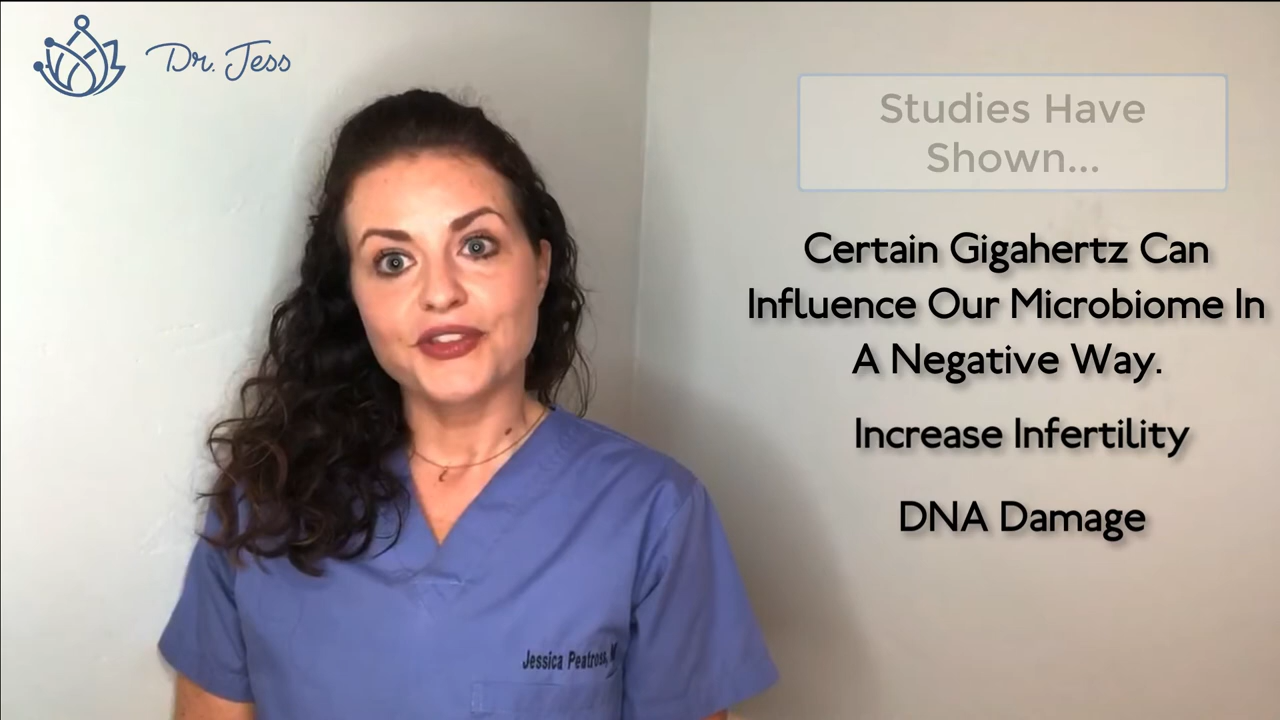 Dr. Jess
Studies Have
Shown...
Certain Gigahertz Can
Influence Our Microbiome In
A Negative Way.
Increase Infertility
DNA Damage
Jessica Peatross, M